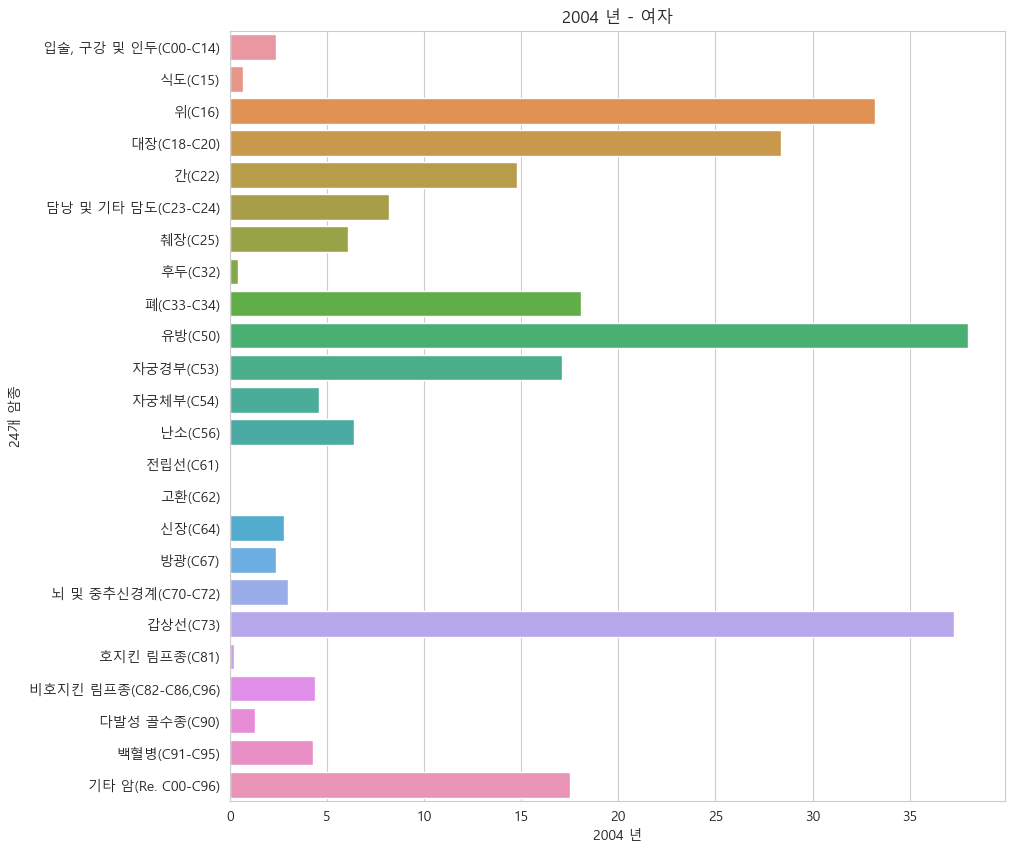 2004 년 - 여자
입술, 구강 및 인두(C00-C14)
식도(C15)
위(C16)
대장(C18-C20)
간(C22)
담낭 및 기타 담도(C23-C24)
췌장(C25)
후두(C32)
폐(C33-C34)
유방(C50)
자궁경부(C53)
자궁체부(C54)
난소(C56)
전립선(C61)
고환(C62)
신장(C64)
방광(C67)
뇌 및 중추신경계(C70-C72)
갑상선(C73)
호지킨 림프종(C81)
비호지킨 림프종(C82-C86,C96)
다발성 골수종(C90)
백혈병(C91-C95)
기타 암(Re. C00-C96)
24개 암종
0 5 10 15 20 25 30 35
2004 년